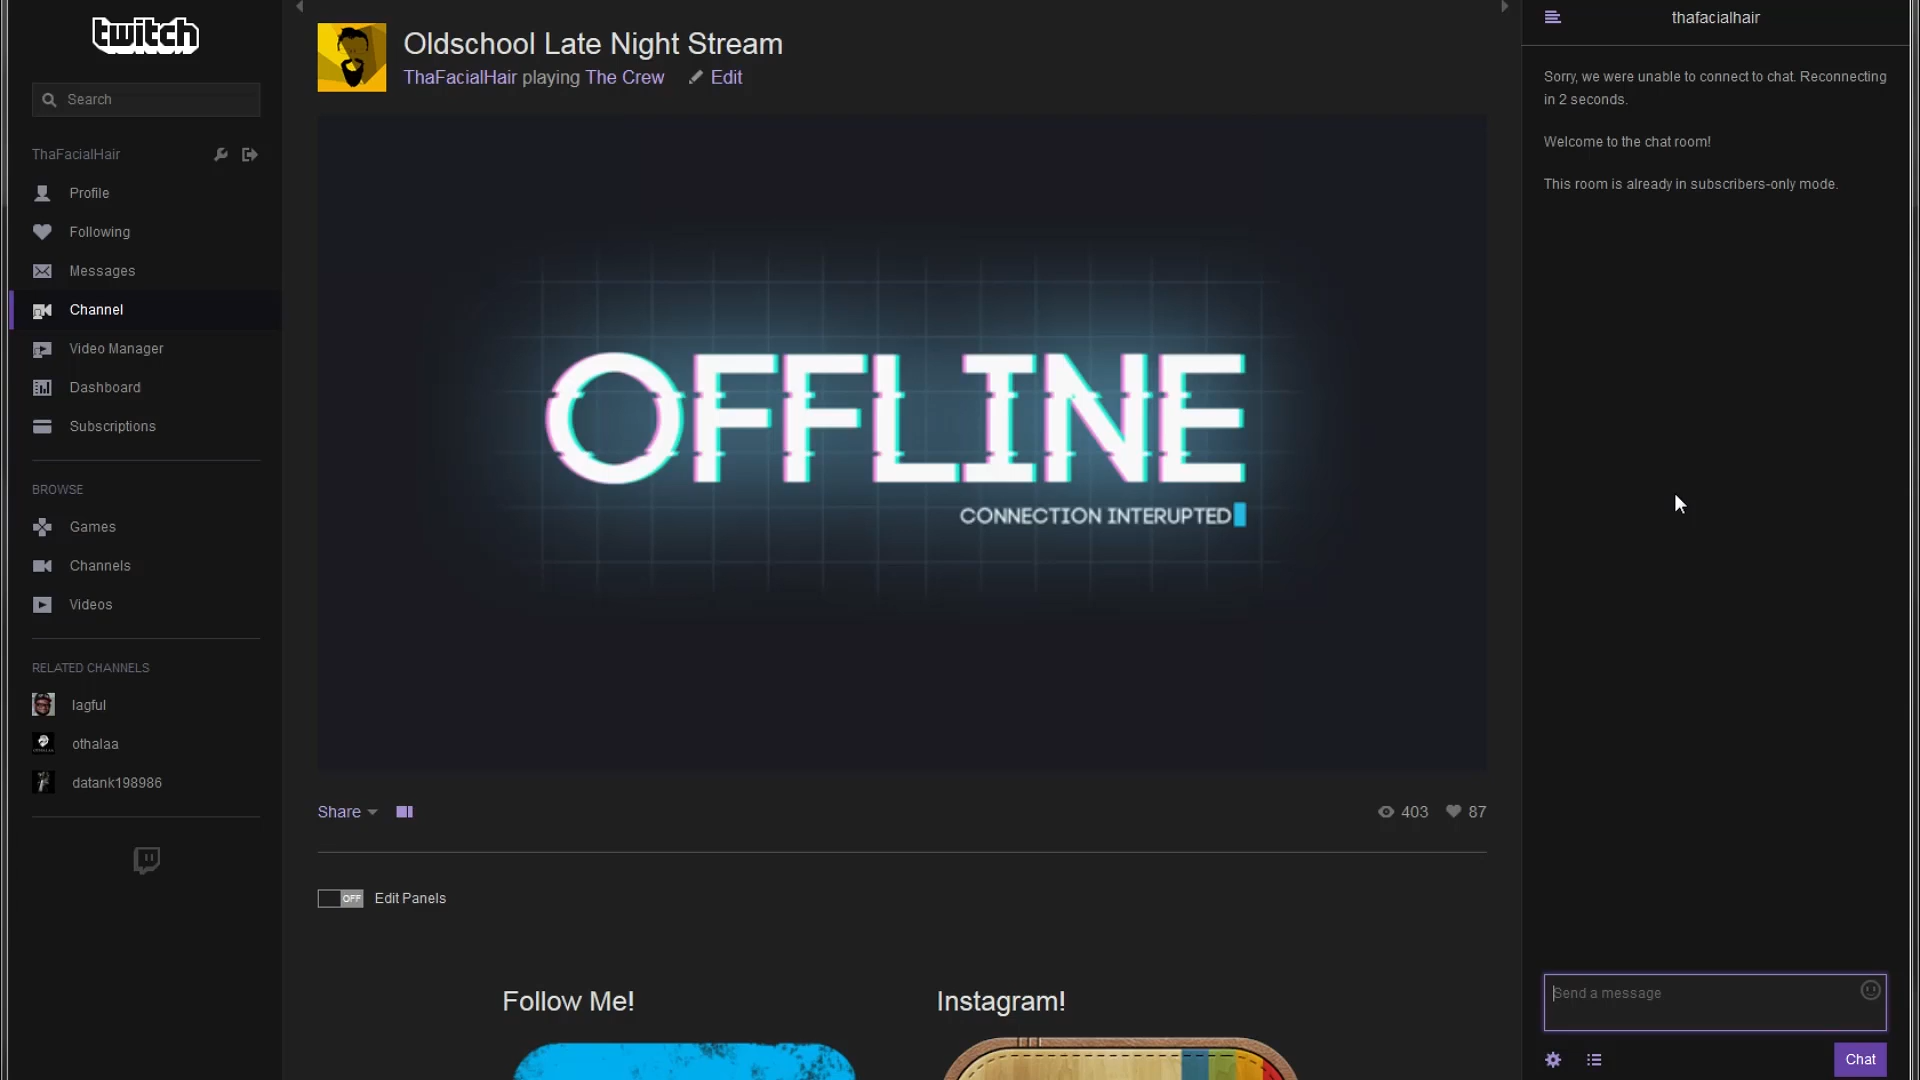 twitch
Search
ThaFacialHair
Profile
Following
Messages
Channel
Video Manager
Dashboard
Subscriptions
BROWSE
Games
Channels
Videos
RELATED CHANNELS
lagful
othalaa
datank198986
Oldschool Late Night Stream
ThaFacialHair playing The Crew Edit
OFFLINE
CONNECTION INTERUPTED
Share
403 87
OFF Edit Panels
Follow Me! Instagram!
thafacialhair
Sorry, we were unable to connect to chat. Reconnecting
in 2 seconds.
Welcome to the chat room!
This room is already in subscribers-only mode.
Send a message
Chat